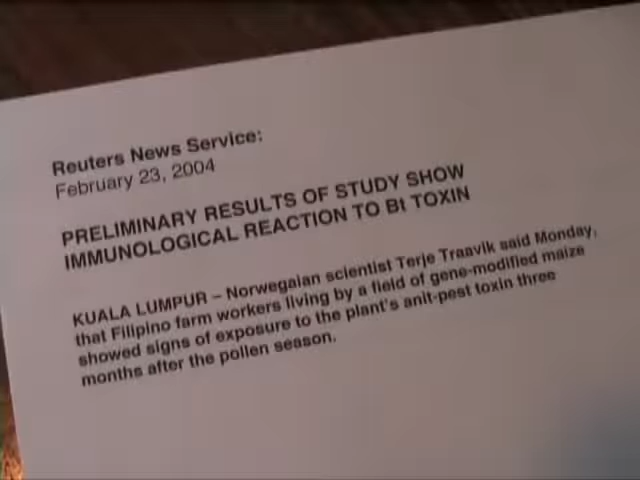 Reuters News Service:
February 23, 2004
PRELIMINARY RESULTS OF STUDY SHOW
IMMUNOLOGICAL REACTION TO Bt TOXIN
KUALA LUMPUR – Norwegaian scientist Terje Traavik said Monday,
that Filipino farm workers living by a field of gene-modified maize
showed signs of exposure to the plant's anit-pest toxin three
months after the pollen season.